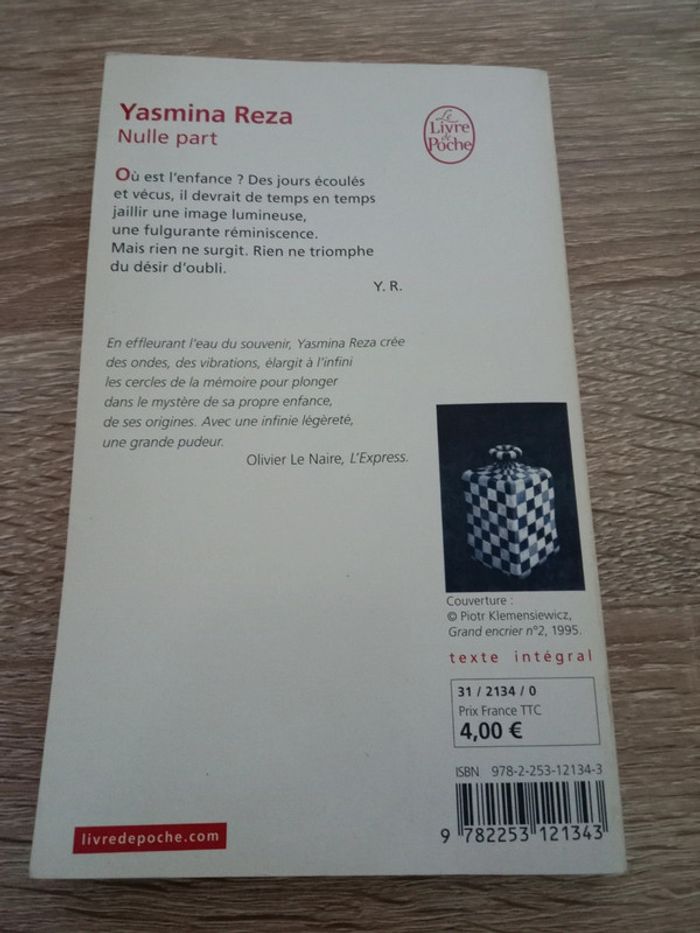 Yasmina Reza
Nulle part
Le
Livre
de
Poche
Où est l'enfance ? Des jours écoulés
et vécus, il devrait de temps en temps
jaillir une image lumineuse,
une fulgurante réminiscence.
Mais rien ne surgit. Rien ne triomphe
du désir d'oubli.
Y. R.
En effleurant l'eau du souvenir, Yasmina Reza crée
des ondes, des vibrations, élargit à l'infini
les cercles de la mémoire pour plonger
dans le mystère de sa propre enfance,
de ses origines. Avec une infinie légèreté,
une grande pudeur.
Olivier Le Naire, L'Express.
Couverture :
© Piotr Klemensiewicz,
Grand encrier n°2, 1995.
texte intégral
31 / 2134 / 0
Prix France TTC
4,00 €
ISBN 978-2-253-12134-3
9 782253 121343
livredepoche.com